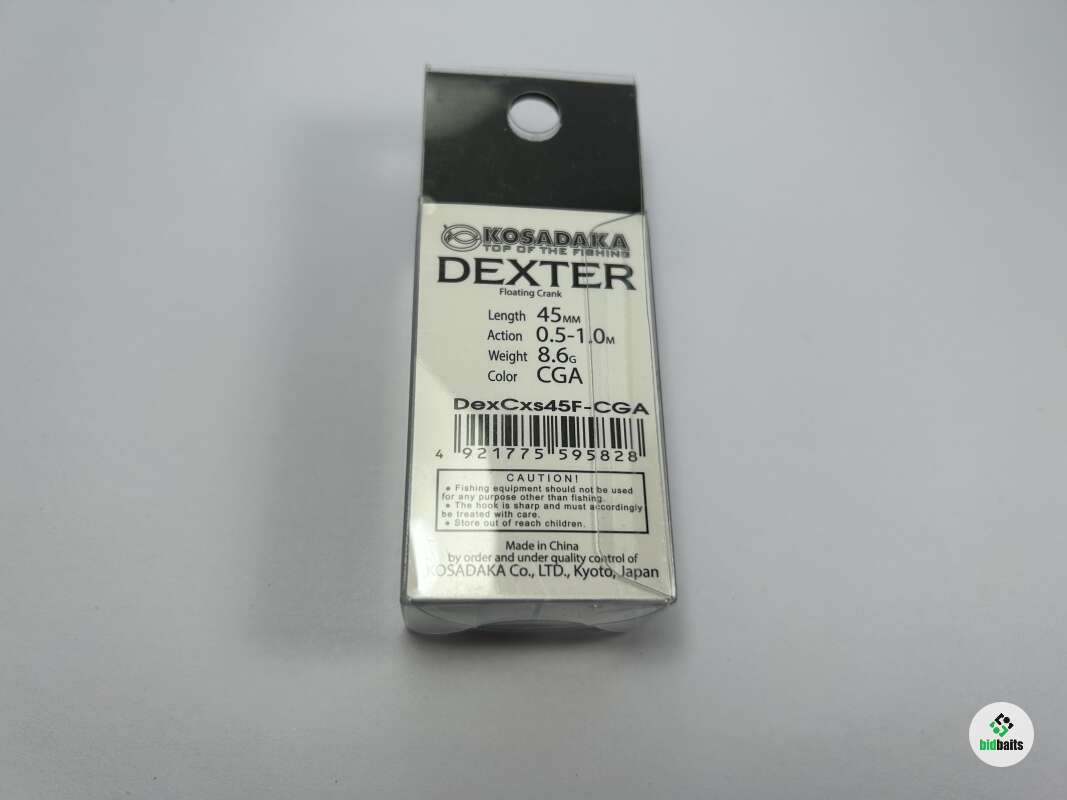 KOSADAKA
TOP OF THE FISHING
DEXTER
Floating Crank
Length 45MM
Action 0.5-1.0M
Weight 8.6G
Color CGA
DexCxs45F-CGA
4 921775 595828
CAUTION!
● Fishing equipment should not be used
for any purpose other than fishing.
● The hook is sharp and must accordingly
be treated with care.
● Store out of reach children.
Made in China
by order and under quality control of
KOSADAKA Co., LTD., Kyoto, Japan
bidbaits